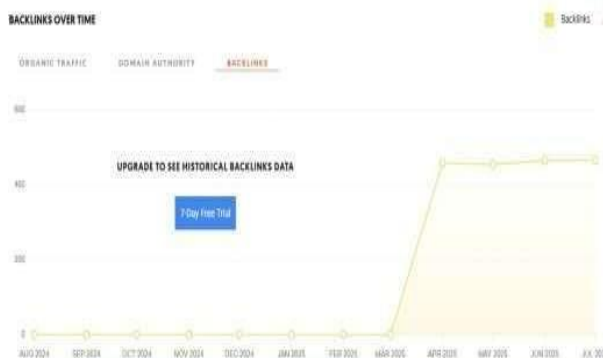 BACKLINKS OVER TIME
Backlinks
ORGANIC TRAFFIC DOMAIN AUTHORITY BACKLINKS
600
UPGRADE TO SEE HISTORICAL BACKLINKS DATA
400
7-Day Free Trial
200
0
AUG 2024 SEP 2024 OCT 2024 NOV 2024 DEC 2024 JAN 2025 FEB 2025 MAR 2025 APR 2025 MAY 2025 JUN 2025 JUL 20